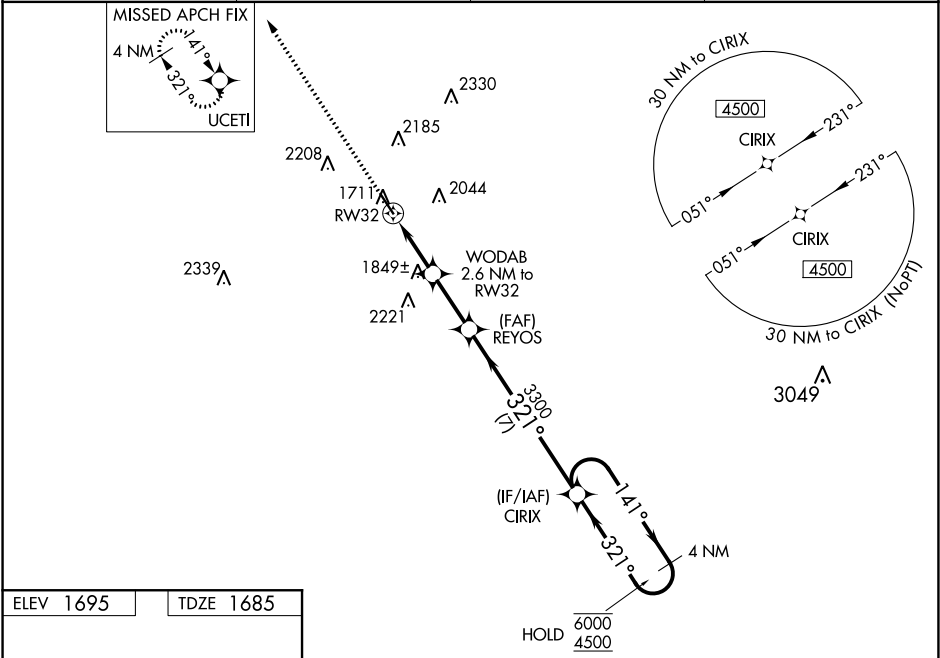 MISSED APCH FIX
4 NM
141°
321°
UCETI
2330
2185
2208
1711
2044
RW32
2339
1849±
WODAB
2.6 NM to
RW32
2221
(FAF)
REYOS
3300
321°
(7)
(IF/IAF)
CIRIX
141°
321°
4 NM
HOLD
6000
4500
30 NM to CIRIX
4500
CIRIX
231°
051°
231°
051°
CIRIX
4500
30 NM to CIRIX (NoPT)
3049
ELEV 1695
TDZE 1685